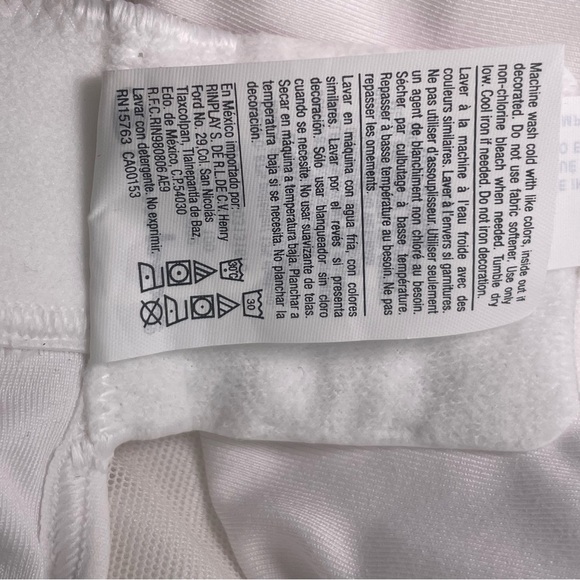 Machine wash cold with like colors, inside out if
decorated. Do not use fabric softener. Use only
non-chlorine bleach when needed. Tumble dry
low. Cool iron if needed. Do not iron decoration.
Laver à la machine à l'eau froide avec des
couleurs similaires. Laver à l'envers si garnitures.
Ne pas utiliser d'assouplisseur. Utiliser seulement
un agent de blanchiment non chloré au besoin.
Sécher par culbutage à basse température.
Repasser à basse température au besoin. Ne pas
repasser les ornements.
Lavar en máquina con agua fría, con colores
similares. Lavar por el revés si presenta
decoración. Sólo usar blanqueador sin cloro
cuando se necesite. No usar suavizante de telas.
Secar en máquina a temperatura baja. Planchar a
temperatura baja si se necesita. No planchar la
decoración.
En México importado por:
RINPLAY S. DE R.L.DE C.V. Henry
Ford No. 29 Col. San Nicolás
Tlaxcolpan, Tlalnepantla de Baz,
Edo. de México, C.P.54030
R.F.C.RIN980806 AE9
Lavar con detergente. No exprimir.
RN15763 CA00153
30